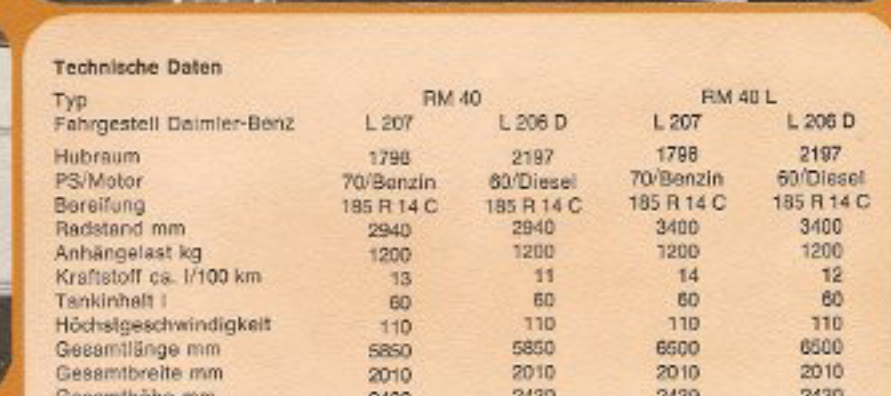 Technische Daten
Typ RM 40 RM 40 L
Fahrgestell Daimler-Benz L 207 L 206 D L 207 L 206 D
Hubraum 1798 2197 1798 2197
PS/Motor 70/Benzin 60/Diesel 70/Benzin 60/Diesel
Bereifung 185 R 14 C 185 R 14 C 185 R 14 C 185 R 14 C
Radstand mm 2940 2940 3400 3400
Anhängelast kg 1200 1200 1200 1200
Kraftstoff ca. l/100 km 13 11 14 12
Tankinhalt l 60 60 60 60
Höchstgeschwindigkeit 110 110 110 110
Gesamtlänge mm 5850 5850 6500 6500
Gesamtbreite mm 2010 2010 2010 2010